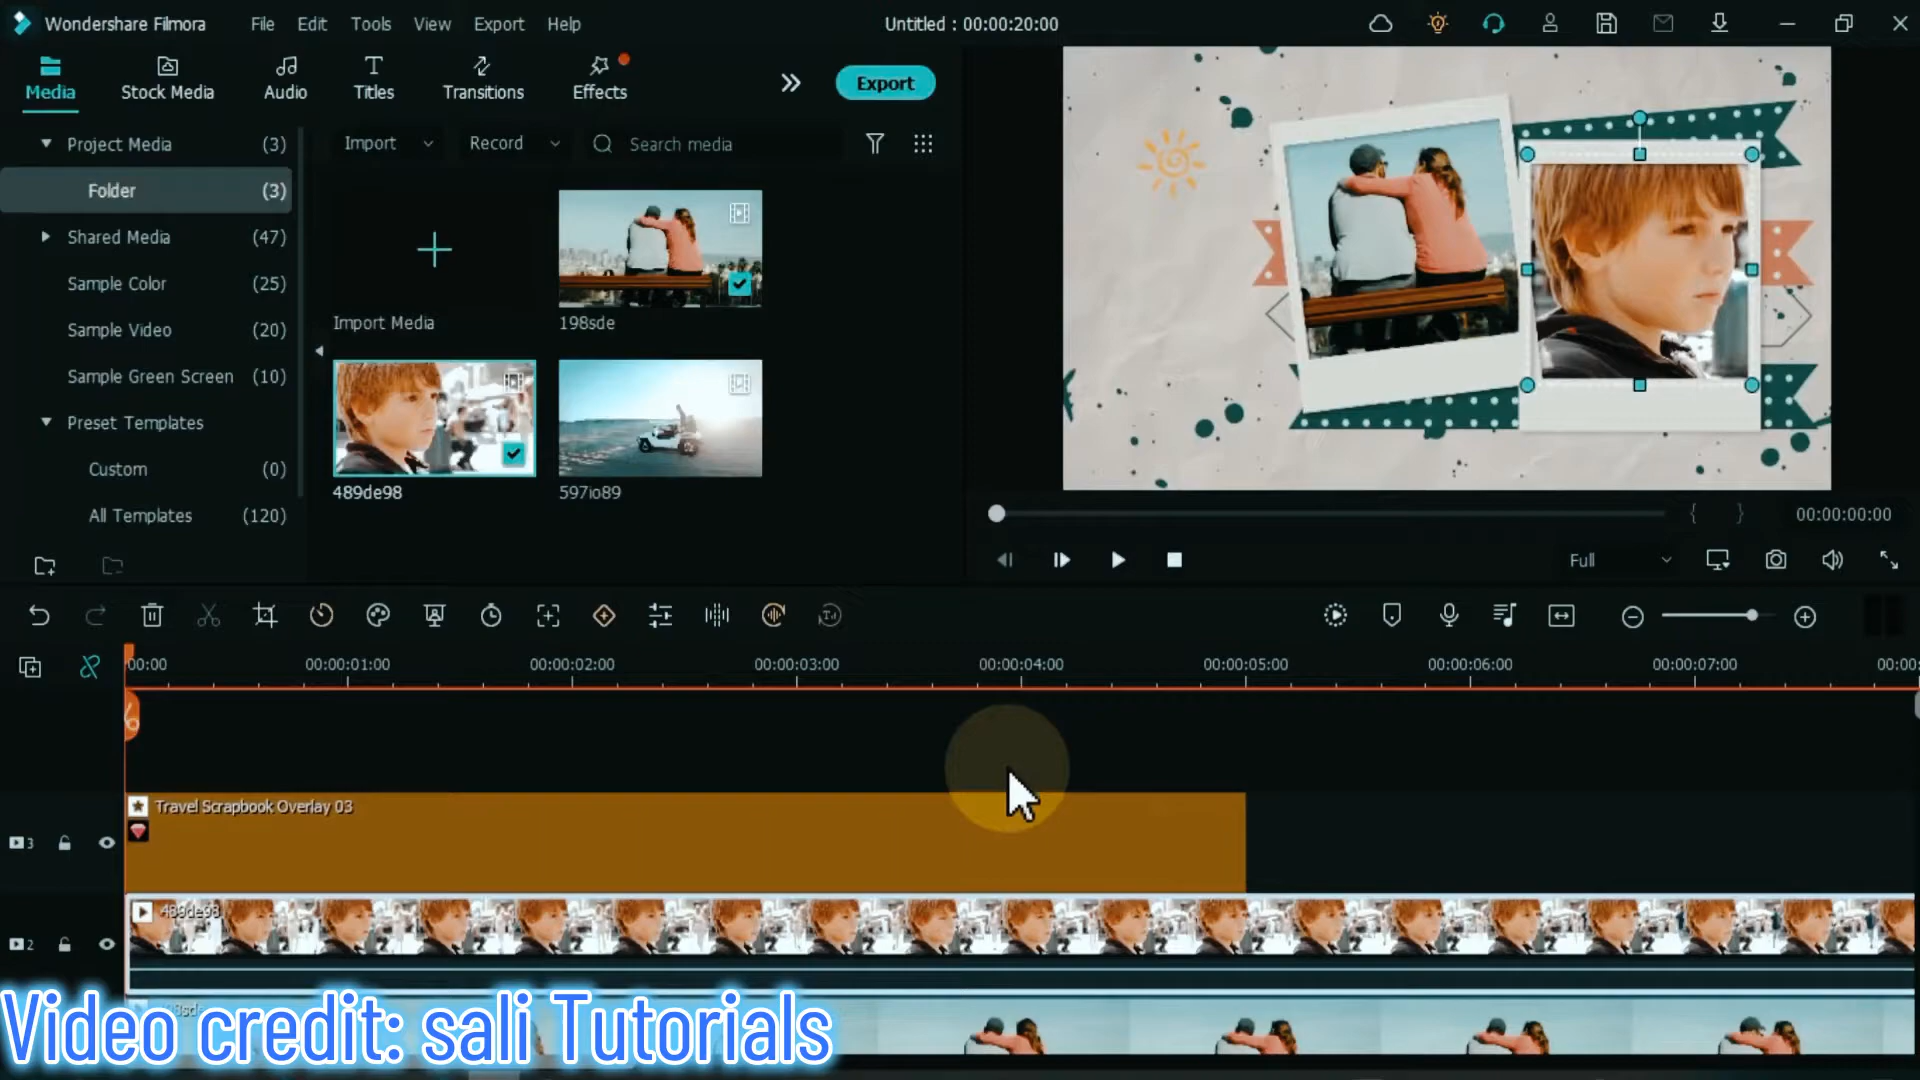 Wondershare Filmora
File Edit Tools View Export Help
Untitled : 00:00:20:00
Media Stock Media Audio Titles Transitions Effects
Export
Project Media (3)
Folder (3)
Shared Media (47)
Sample Color (25)
Sample Video (20)
Sample Green Screen (10)
Preset Templates
Custom (0)
All Templates (120)
Import Record Search media
Import Media
198sde
489de98
597io89
00:00:00:00
Full
00:00 00:00:01:00 00:00:02:00 00:00:03:00 00:00:04:00 00:00:05:00 00:00:06:00 00:00:07:00 00:00:
Travel Scrapbook Overlay 03
3
489de98
2
Video credit: sali Tutorials